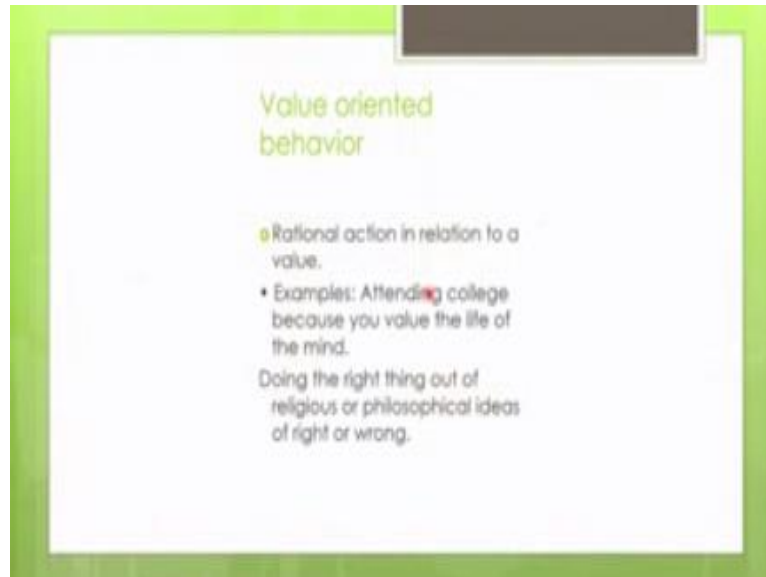 Value oriented
behavior
Rational action in relation to a
value.
• Examples: Attending college
because you value the life of
the mind.
Doing the right thing out of
religious or philosophical ideas
of right or wrong.